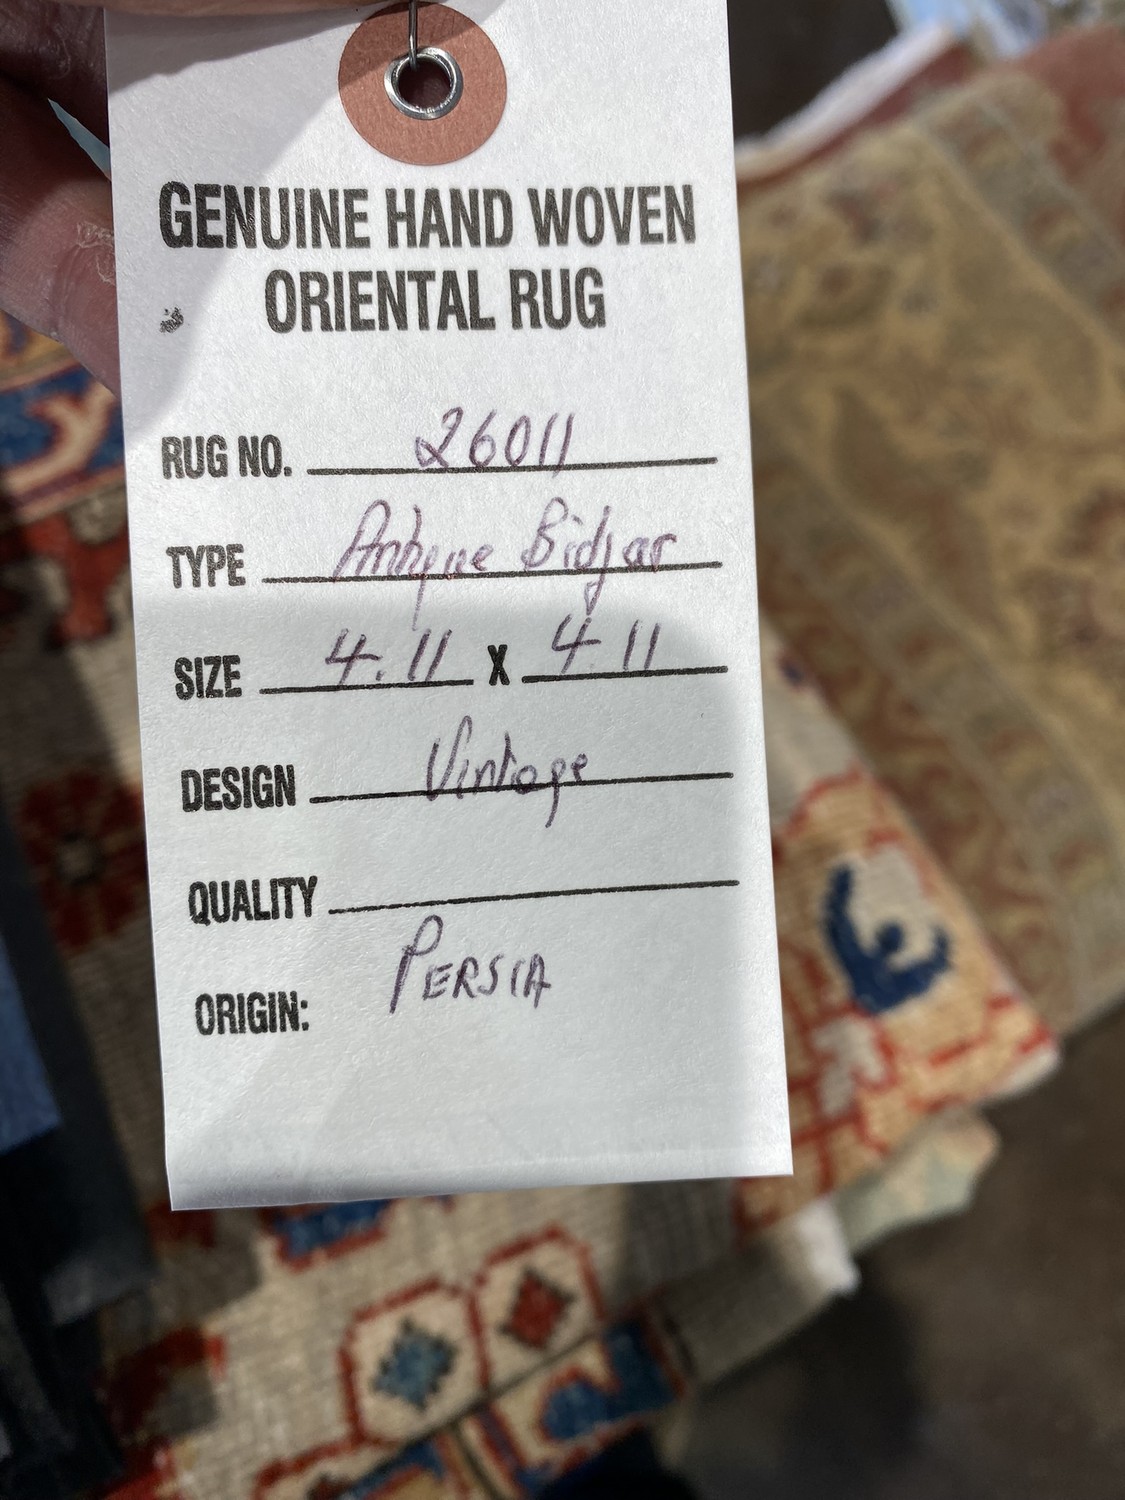 GENUINE HAND WOVEN
ORIENTAL RUG
RUG NO. 26011
TYPE Antique Bidjar
SIZE 4.11 x 4.11
DESIGN Vintage
QUALITY
ORIGIN: PERSIA